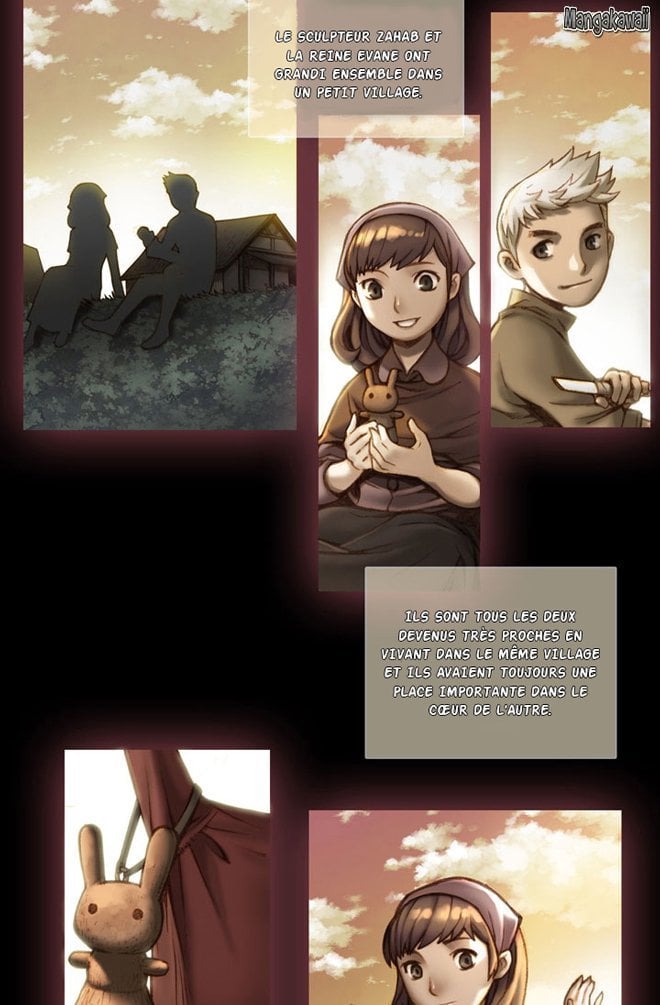 Mangakawaii
LE SCULPTEUR ZAHAB ET
LA REINE EVANE ONT
GRANDI ENSEMBLE DANS
UN PETIT VILLAGE.
ILS SONT TOUS LES DEUX
DEVENUS TRÈS PROCHES EN
VIVANT DANS LE MÊME VILLAGE
ET ILS AVAIENT TOUJOURS UNE
PLACE IMPORTANTE DANS LE
CŒUR DE L'AUTRE.